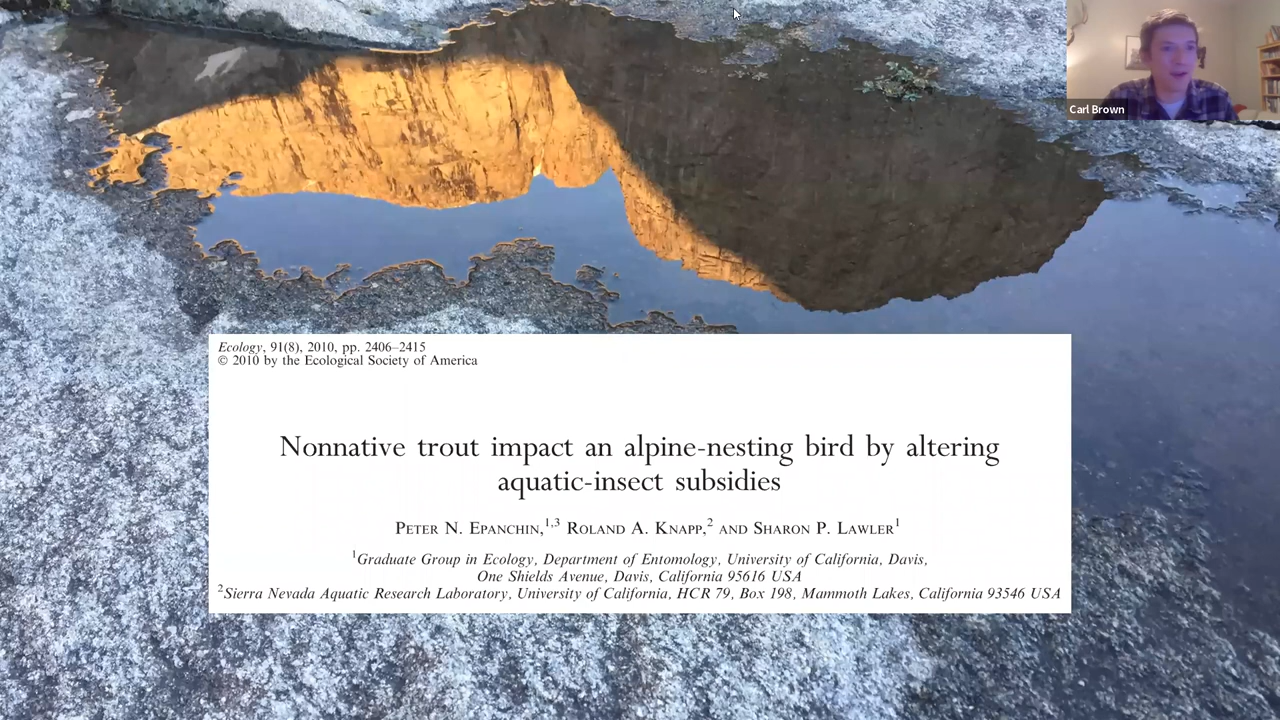 Carl Brown
Ecology, 91(8), 2010, pp. 2406–2415
© 2010 by the Ecological Society of America
Nonnative trout impact an alpine-nesting bird by altering
aquatic-insect subsidies
Peter N. Epanchin,1,3 Roland A. Knapp,2 and Sharon P. Lawler1
1Graduate Group in Ecology, Department of Entomology, University of California, Davis,
One Shields Avenue, Davis, California 95616 USA
2Sierra Nevada Aquatic Research Laboratory, University of California, HCR 79, Box 198, Mammoth Lakes, California 93546 USA